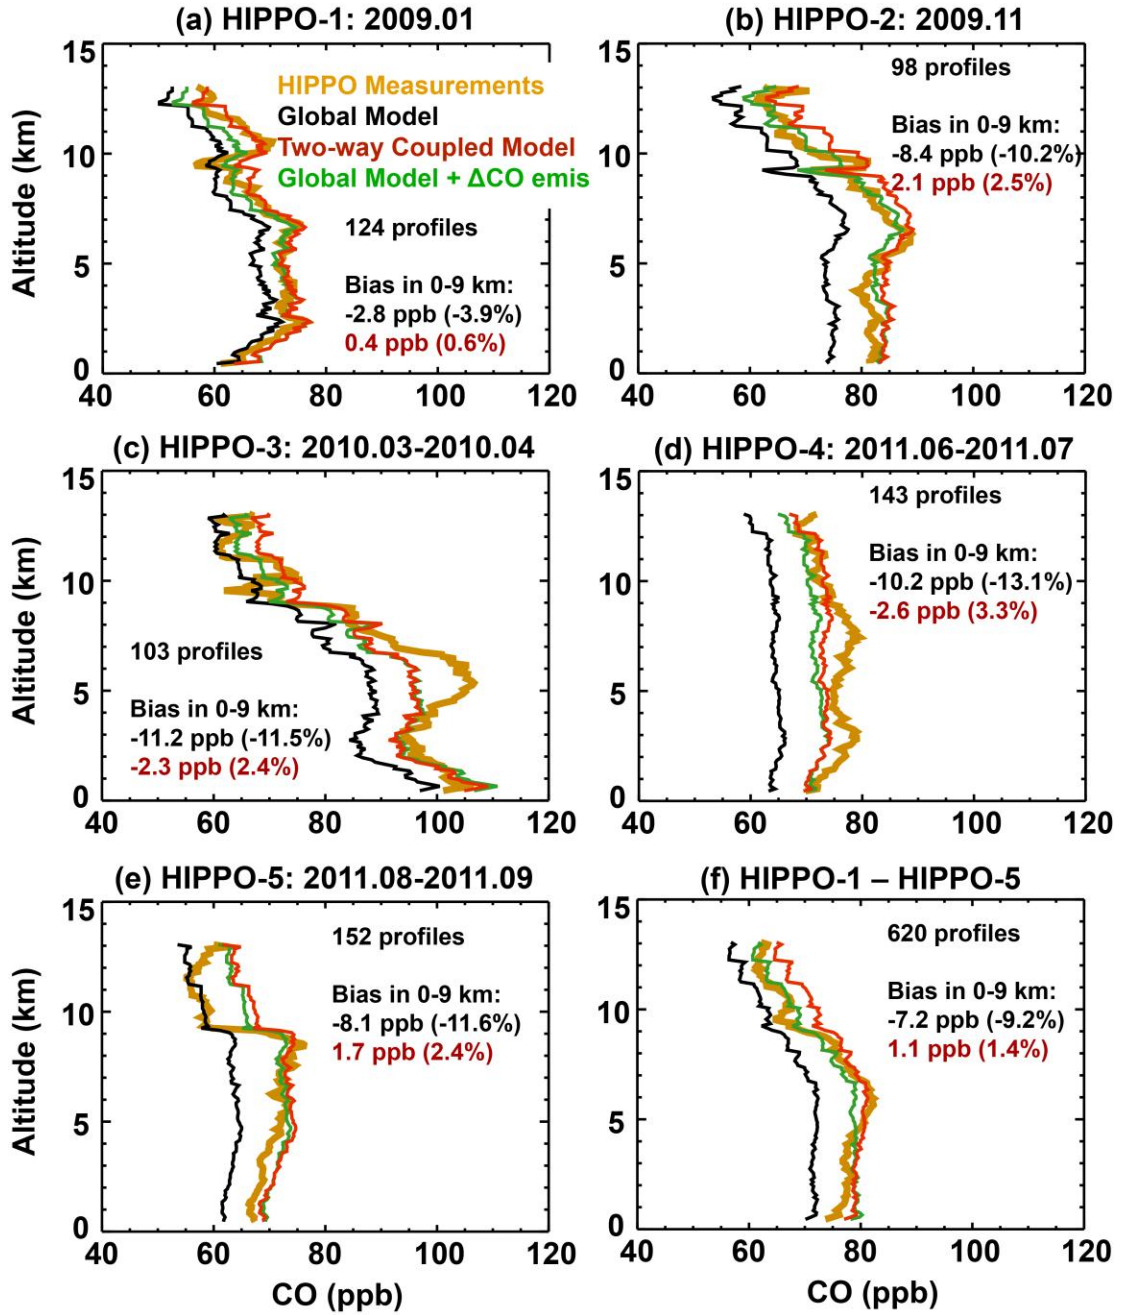 (a) HIPPO-1: 2009.01
15
10
5
0
Altitude (km)
HIPPO Measurements
Global Model
Two-way Coupled Model
Global Model + ΔCO emis
124 profiles
Bias in 0-9 km:
-2.8 ppb (-3.9%)
0.4 ppb (0.6%)
40 60 80 100 120
(b) HIPPO-2: 2009.11
15
10
5
0
98 profiles
Bias in 0-9 km:
-8.4 ppb (-10.2%)
2.1 ppb (2.5%)
40 60 80 100 120
(c) HIPPO-3: 2010.03-2010.04
15
10
5
0
Altitude (km)
103 profiles
Bias in 0-9 km:
-11.2 ppb (-11.5%)
-2.3 ppb (2.4%)
40 60 80 100 120
(d) HIPPO-4: 2011.06-2011.07
15
10
5
0
143 profiles
Bias in 0-9 km:
-10.2 ppb (-13.1%)
-2.6 ppb (3.3%)
40 60 80 100 120
(e) HIPPO-5: 2011.08-2011.09
15
10
5
0
Altitude (km)
152 profiles
Bias in 0-9 km:
-8.1 ppb (-11.6%)
1.7 ppb (2.4%)
40 60 80 100 120
CO (ppb)
(f) HIPPO-1 – HIPPO-5
15
10
5
0
620 profiles
Bias in 0-9 km:
-7.2 ppb (-9.2%)
1.1 ppb (1.4%)
40 60 80 100 120
CO (ppb)